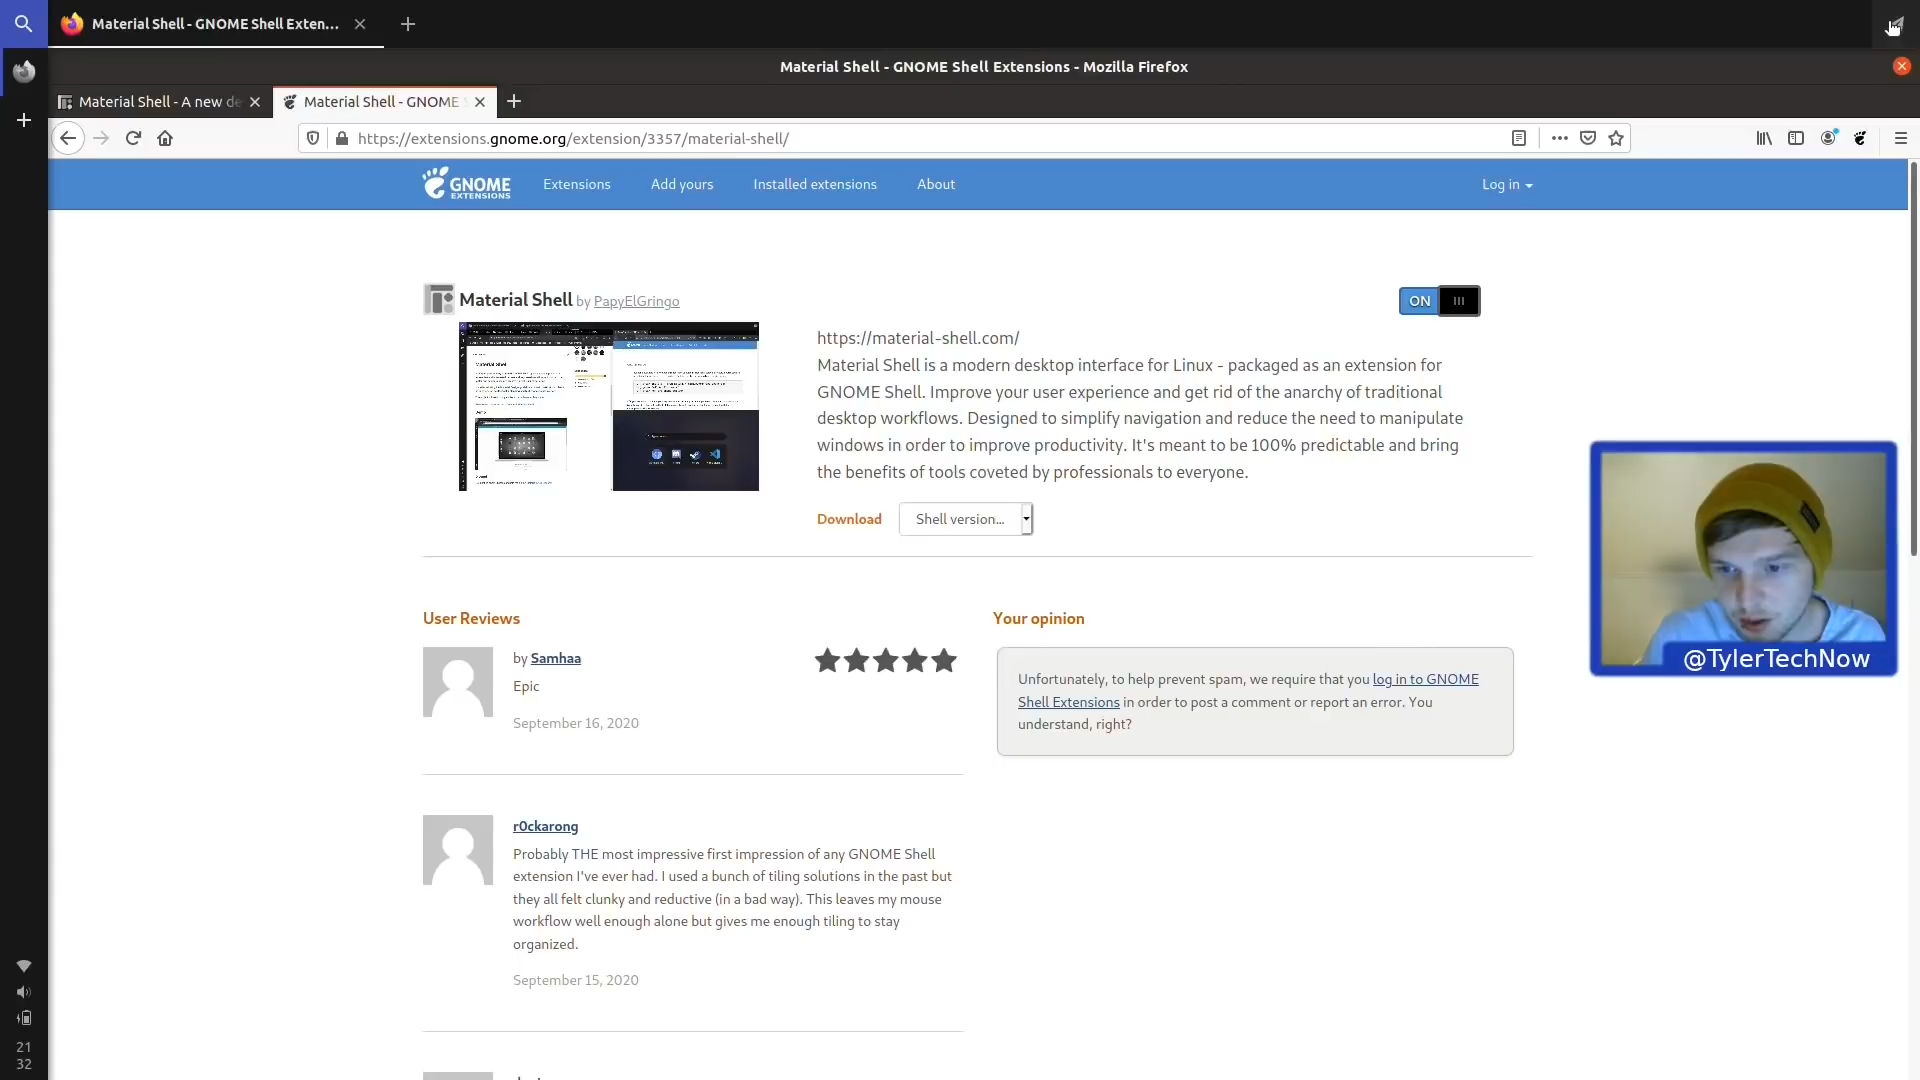 Material Shell - GNOME Shell Exten...
Material Shell - GNOME Shell Extensions - Mozilla Firefox
Material Shell - A new de
Material Shell - GNOME
https://extensions.gnome.org/extension/3357/material-shell/
GNOME EXTENSIONS
Extensions
Add yours
Installed extensions
About
Log in
Material Shell by PapyElGringo
ON
https://material-shell.com/
Material Shell is a modern desktop interface for Linux - packaged as an extension for
GNOME Shell. Improve your user experience and get rid of the anarchy of traditional
desktop workflows. Designed to simplify navigation and reduce the need to manipulate
windows in order to improve productivity. It's meant to be 100% predictable and bring
the benefits of tools coveted by professionals to everyone.
Download
Shell version...
User Reviews
by Samhaa
Epic
September 16, 2020
r0ckarong
Probably THE most impressive first impression of any GNOME Shell
extension I've ever had. I used a bunch of tiling solutions in the past but
they all felt clunky and reductive (in a bad way). This leaves my mouse
workflow well enough alone but gives me enough tiling to stay
organized.
September 15, 2020
Your opinion
Unfortunately, to help prevent spam, we require that you log in to GNOME
Shell Extensions in order to post a comment or report an error. You
understand, right?
@TylerTechNow
21
32